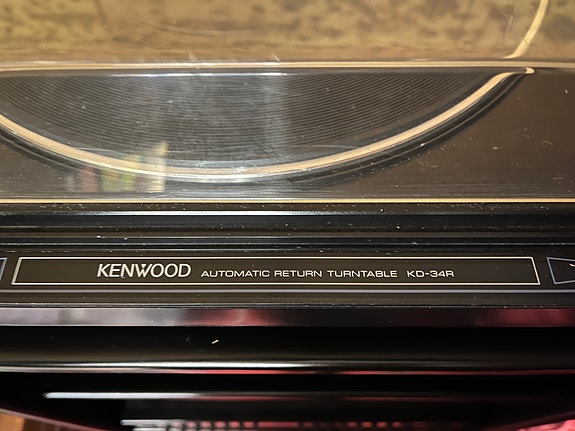 KENWOOD AUTOMATIC RETURN TURNTABLE KD-34R